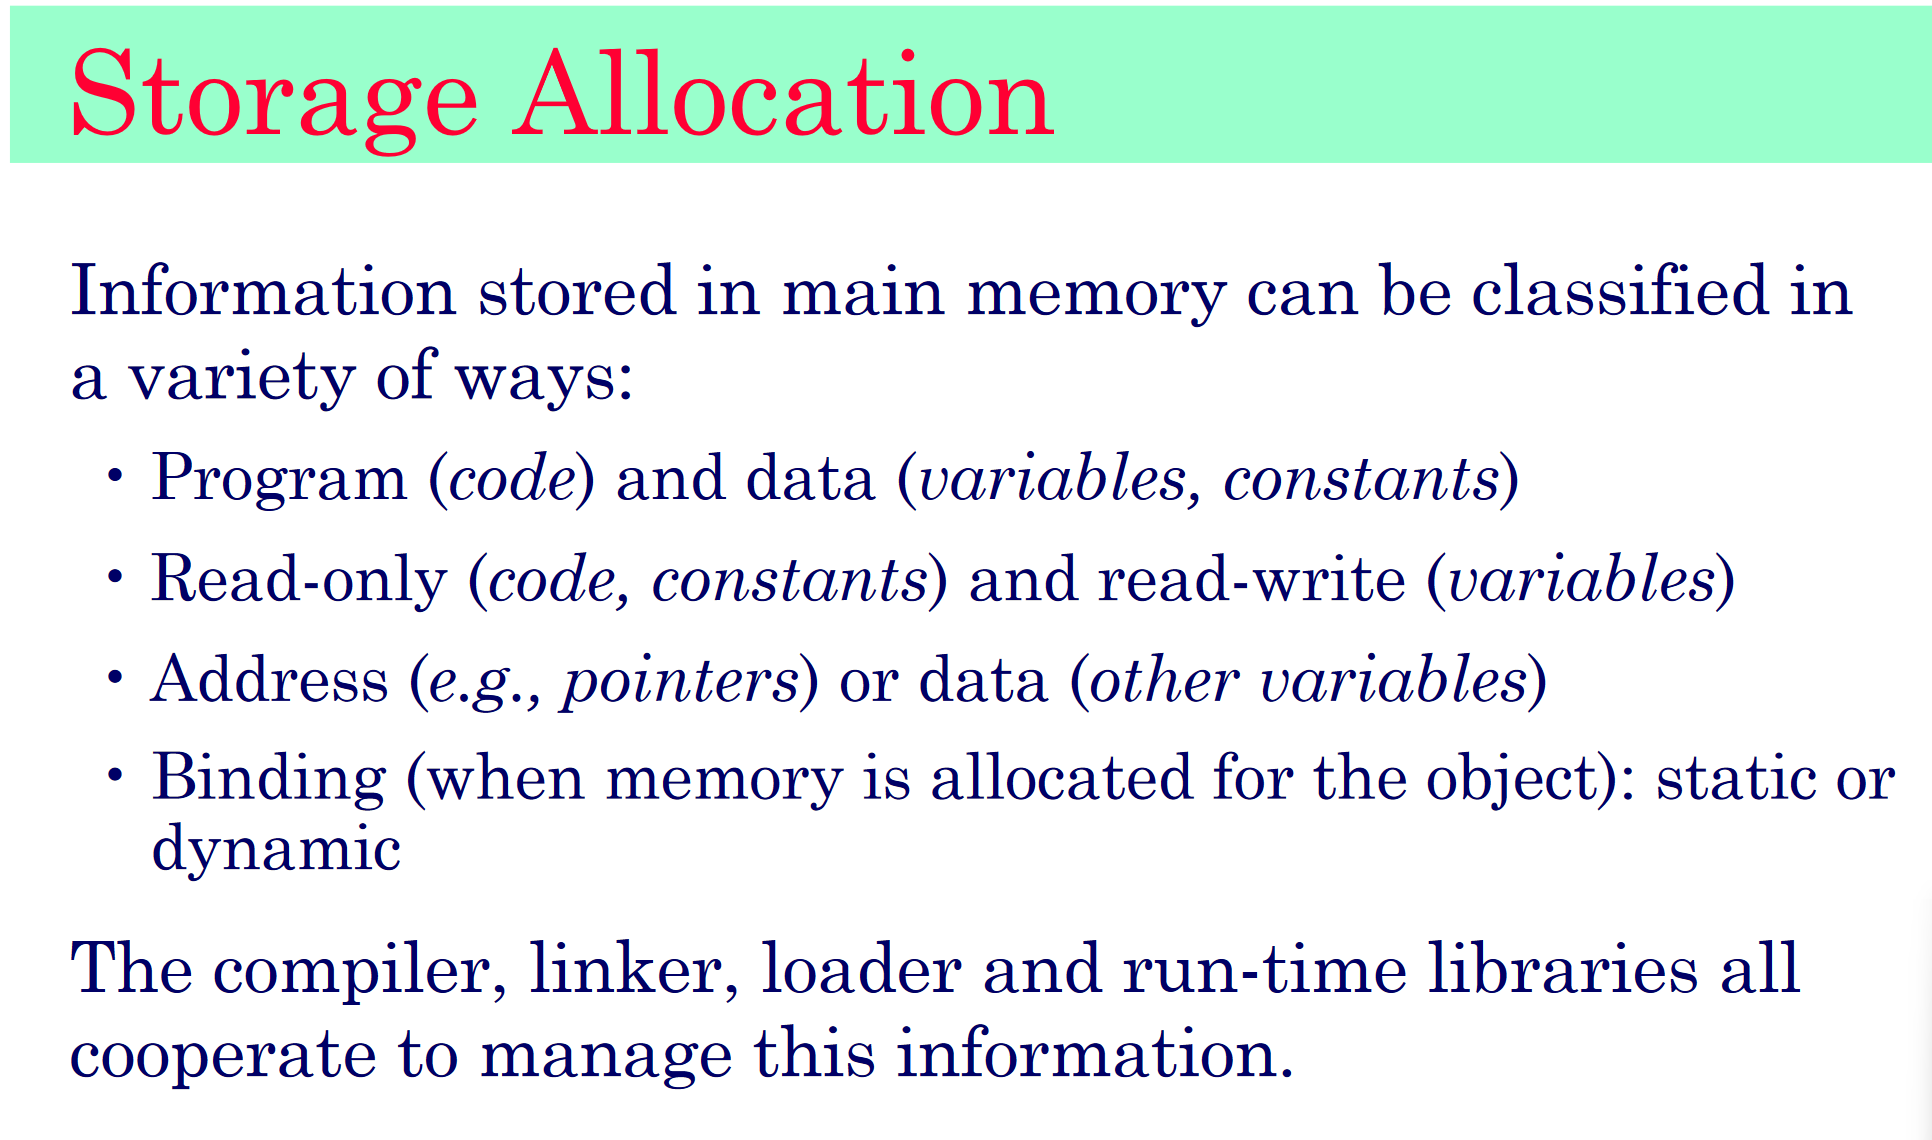 Storage Allocation
Information stored in main memory can be classified in
a variety of ways:
• Program (code) and data (variables, constants)
• Read-only (code, constants) and read-write (variables)
• Address (e.g., pointers) or data (other variables)
• Binding (when memory is allocated for the object): static or
dynamic
The compiler, linker, loader and run-time libraries all
cooperate to manage this information.